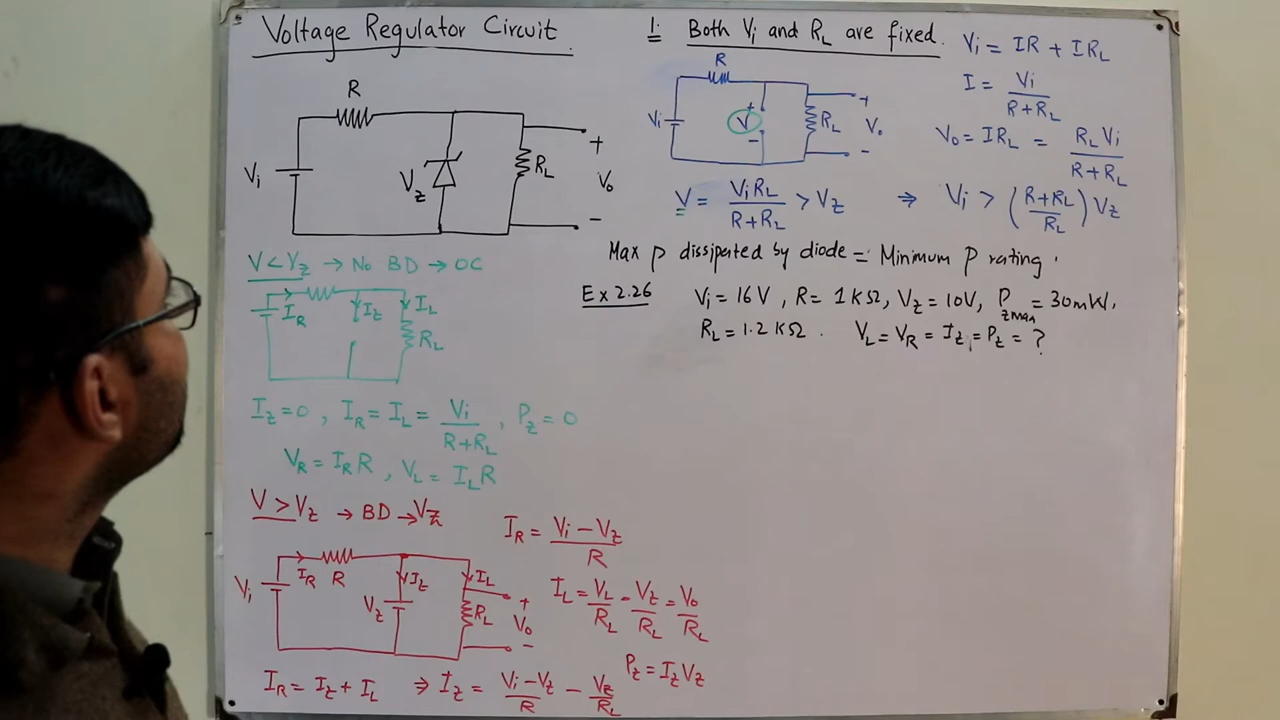 Voltage Regulator Circuit
R
Vi
Vz
RL
+
Vo
−
V < Vz → No BD → OC
IR
Iz
IL
RL
Iz = 0 , IR = IL = Vi / R+RL , Pz = 0
VR = IR R , VL = IL R
V > Vz → BD → Vz
Vi
IR R
Iz
Vz
IL
RL
+
Vo
−
IR = Vi − Vz / R
IL = VL / RL = Vz / RL = Vo / RL
Pz = Iz Vz
IR = Iz + IL ⇒ Iz = Vi − Vz / R − Vz / RL
1: Both Vi and RL are fixed.
R
Vi
+
V
−
RL
+
Vo
−
Vi = IR + IRL
I = Vi / R+RL
Vo = IRL = RL Vi / R+RL
V = Vi RL / R+RL > Vz ⇒ Vi > (R+RL / RL) Vz
Max P dissipated by diode = Minimum P rating .
Ex 2.26 Vi = 16 V , R = 1 kΩ , Vz = 10V, Pzmax = 30mW,
RL = 1.2 kΩ . VL = VR = Iz = Pz = ?